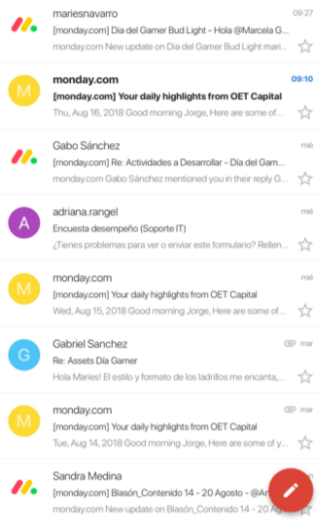 mariesnavarro 09:27
[monday.com] Dia del Gamer Bud Light - Hola @Marcela G...
monday.com New update on Dia del Gamer Bud Light mari...
M
monday.com 09:10
[monday.com] Your daily highlights from OET Capital
Thu, Aug 16, 2018 Good morning Jorge, Here are some of...
Gabo Sánchez mié
[monday.com] Re: Actividades a Desarrollar - Día del Gam...
monday.com Gabo Sánchez mentioned you in their reply G...
A
adriana.rangel mié
Encuesta desempeño (Soporte IT)
¿Tienes problemas para ver o enviar este formulario? Rellen...
M
monday.com mié
[monday.com] Your daily highlights from OET Capital
Wed, Aug 15, 2018 Good morning Jorge, Here are some of...
G
Gabriel Sanchez mar
Re: Assets Día Gamer
Hola Maries! El estilo y formato de los ladrillos me encanta,...
M
monday.com mar
[monday.com] Your daily highlights from OET Capital
Tue, Aug 14, 2018 Good morning Jorge, Here are some of y...
Sandra Medina
[monday.com] Blasón_Contenido 14 - 20 Agosto - @An
monday.com New update on Blasón_Contenido 14 - 20 Ag